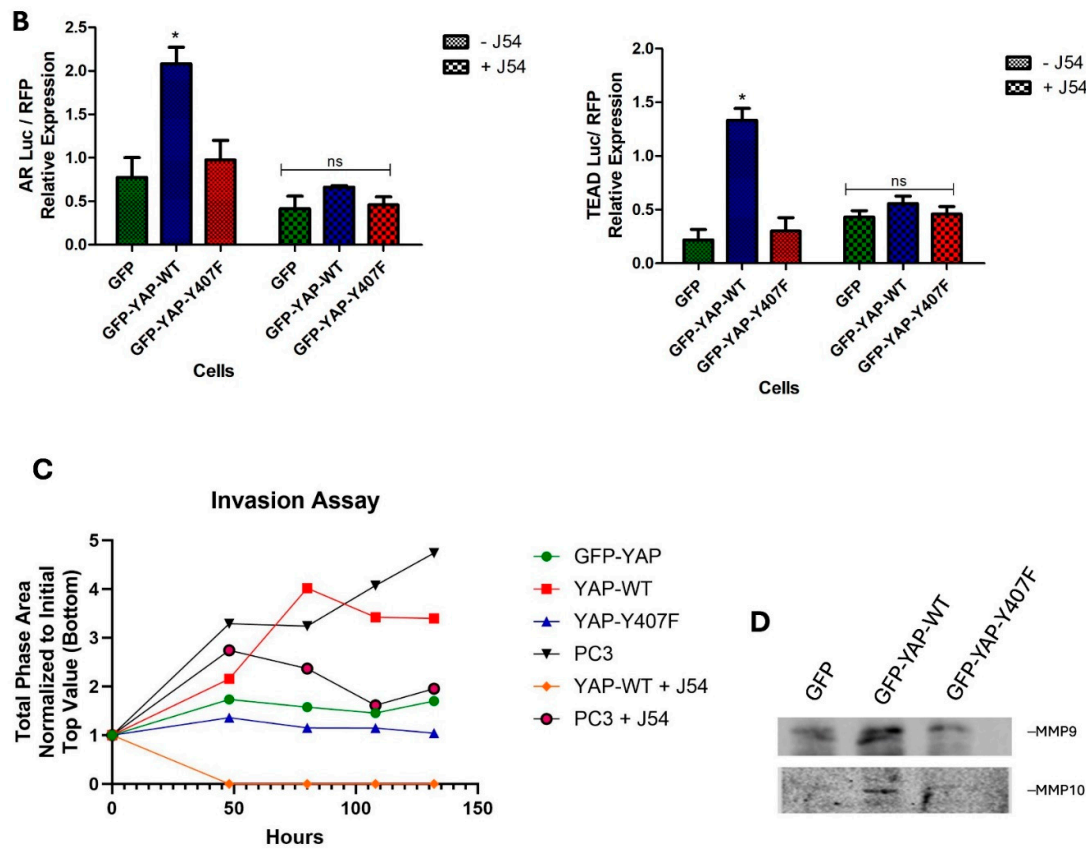 B
2.5
2.0
1.5
1.0
0.5
0.0
AR Luc / RFP
Relative Expression
*
ns
- J54
+ J54
GFP
GFP-YAP-WT
GFP-YAP-Y407F
GFP
GFP-YAP-WT
GFP-YAP-Y407F
Cells
2.0
1.5
1.0
0.5
0.0
TEAD Luc/ RFP
Relative Expression
*
ns
- J54
+ J54
GFP
GFP-YAP-WT
GFP-YAP-Y407F
GFP
GFP-YAP-WT
GFP-YAP-Y407F
Cells
C
Invasion Assay
Total Phase Area
Normalized to Initial
Top Value (Bottom)
5
4
3
2
1
0
0
50
100
150
Hours
GFP-YAP
YAP-WT
YAP-Y407F
PC3
YAP-WT + J54
PC3 + J54
D
GFP
GFP-YAP-WT
GFP-YAP-Y407F
–MMP9
–MMP10